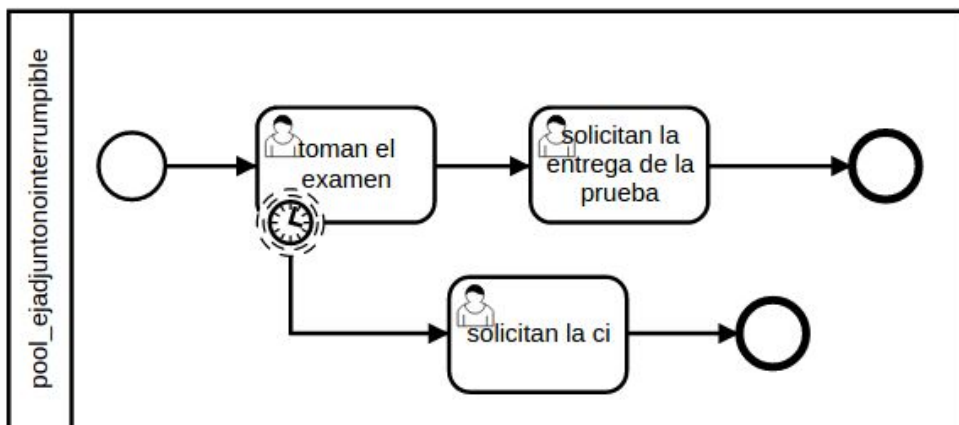 pool_ejadjuntonointerrumpible
toman el
examen
solicitan la
entrega de la
prueba
solicitan la ci